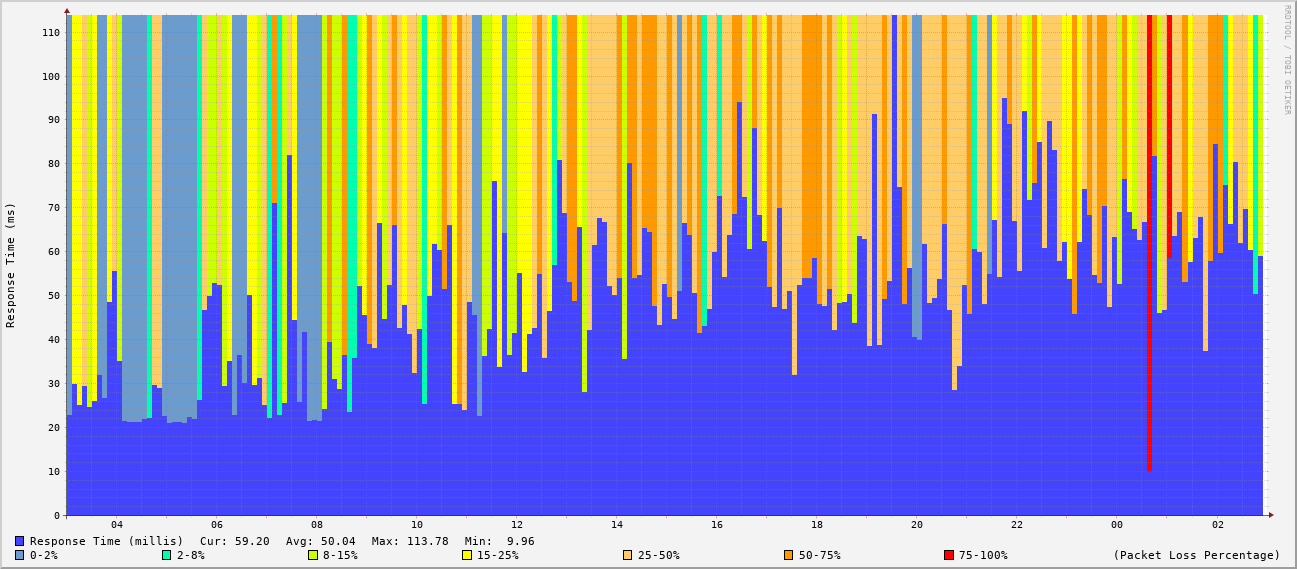 RRDTOOL / TOBI OETIKER
Response Time (ms)
110
100
90
80
70
60
50
40
30
20
10
0
04 06 08 10 12 14 16 18 20 22 00 02
Response Time (millis) Cur: 59.20 Avg: 50.04 Max: 113.78 Min: 9.96
0-2% 2-8% 8-15% 15-25% 25-50% 50-75% 75-100% (Packet Loss Percentage)